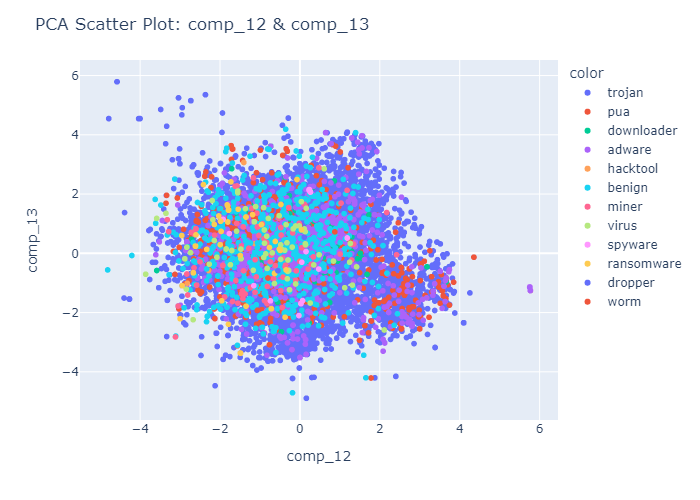 PCA Scatter Plot: comp_12 & comp_13
color
trojan
pua
downloader
adware
hacktool
benign
miner
virus
spyware
ransomware
dropper
worm
comp_13
6
4
2
0
−2
−4
−4
−2
0
2
4
6
comp_12